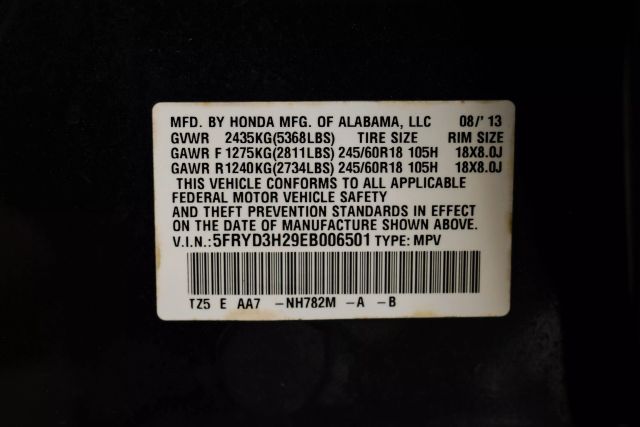 MFD. BY HONDA MFG. OF ALABAMA, LLC 08/'13
GVWR 2435KG(5368LBS) TIRE SIZE RIM SIZE
GAWR F 1275KG(2811LBS) 245/60R18 105H 18X8.0J
GAWR R 1240KG(2734LBS) 245/60R18 105H 18X8.0J
THIS VEHICLE CONFORMS TO ALL APPLICABLE
FEDERAL MOTOR VEHICLE SAFETY
AND THEFT PREVENTION STANDARDS IN EFFECT
ON THE DATE OF MANUFACTURE SHOWN ABOVE.
V.I.N.:5FRYD3H29EB006501 TYPE: MPV
TZ5 E AA7 -NH782M -A -B